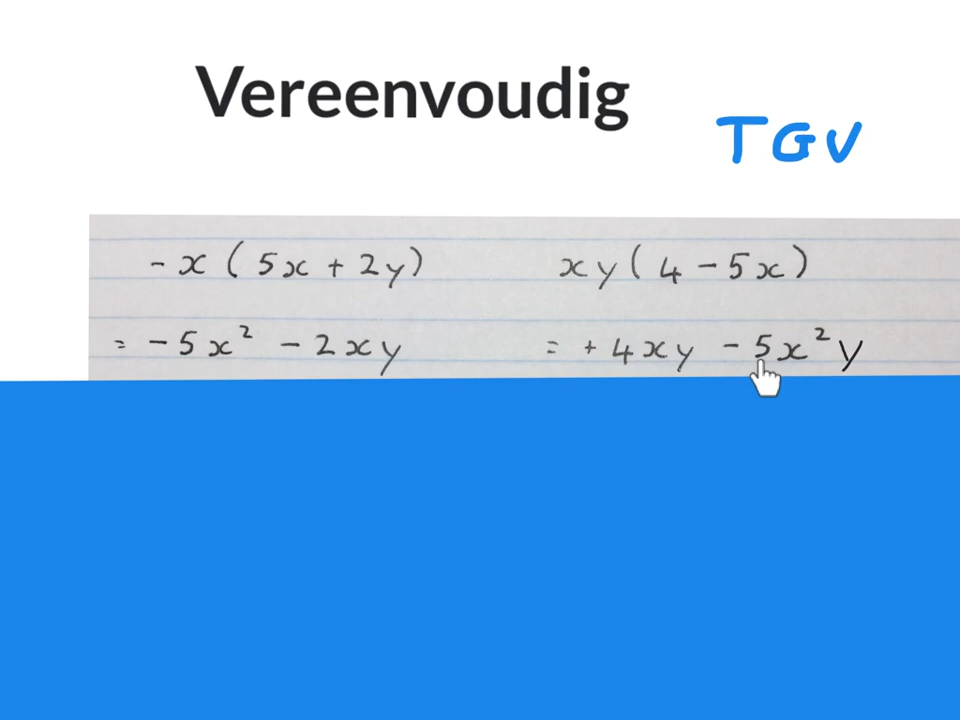 Vereenvoudig
TGV
-x(5x+2y) xy(4-5x)
= -5x² -2xy = +4xy -5x²y